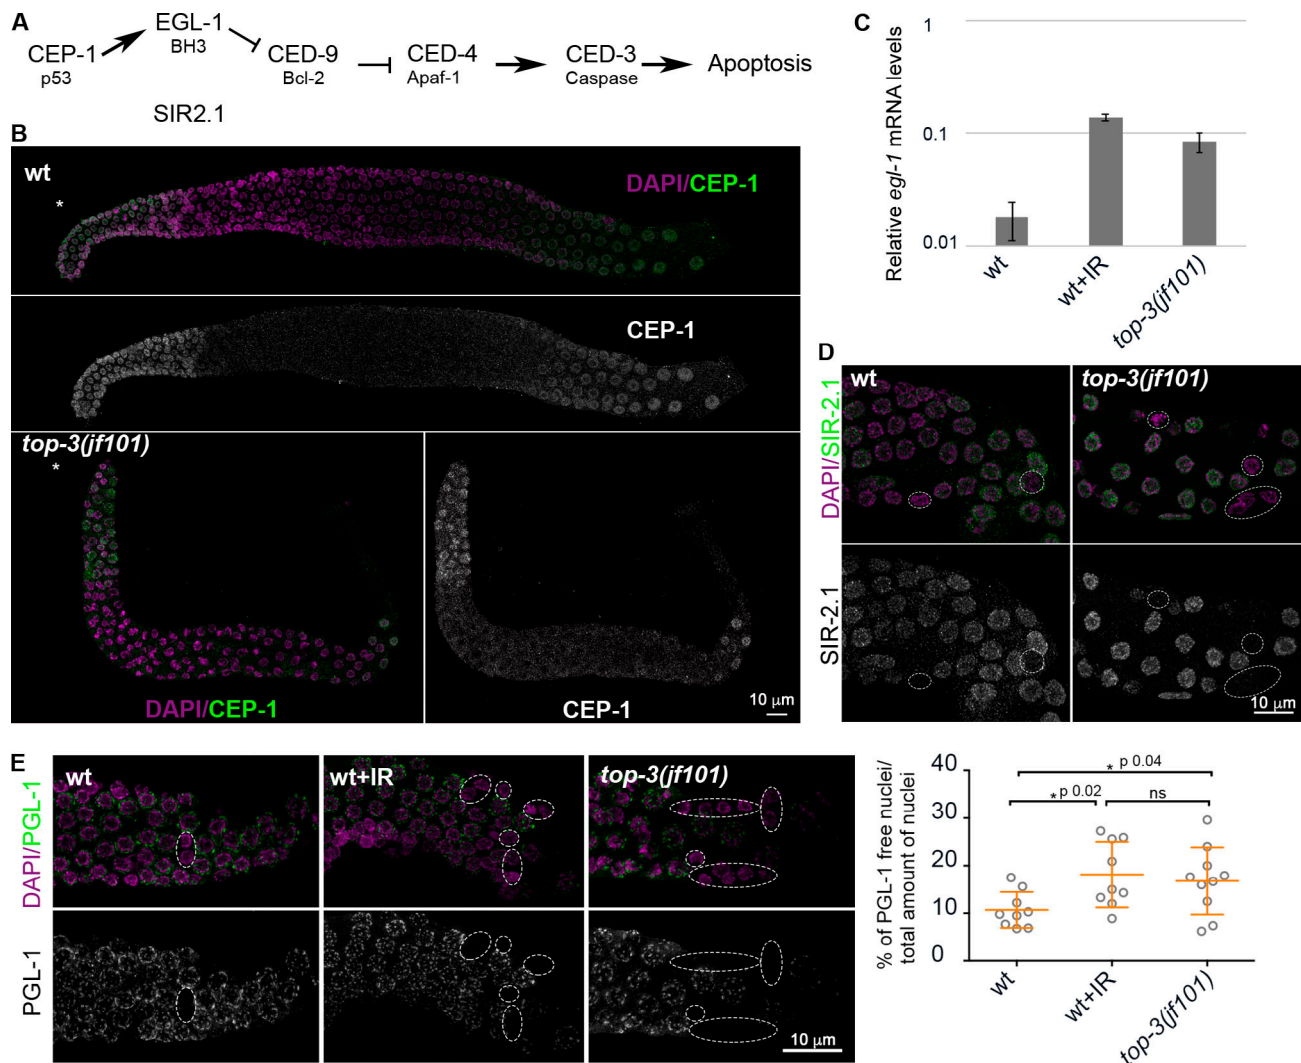 A
CEP-1
p53
EGL-1
BH3
CED-9
Bcl-2
CED-4
Apaf-1
CED-3
Caspase
Apoptosis
SIR2.1
B
wt
*
DAPI/CEP-1
CEP-1
top-3(jf101)
*
DAPI/CEP-1
CEP-1
10 μm
C
Relative egl-1 mRNA levels
1
0.1
0.01
wt
wt+IR
top-3(jf101)
D
wt
top-3(jf101)
DAPI/SIR-2.1
SIR-2.1
10 μm
E
wt
wt+IR
top-3(jf101)
DAPI/PGL-1
PGL-1
10 μm
% of PGL-1 free nuclei/
total amount of nuclei
40
30
20
10
0
* p 0.04
* p 0.02
ns
wt
wt+IR
top-3(jf101)